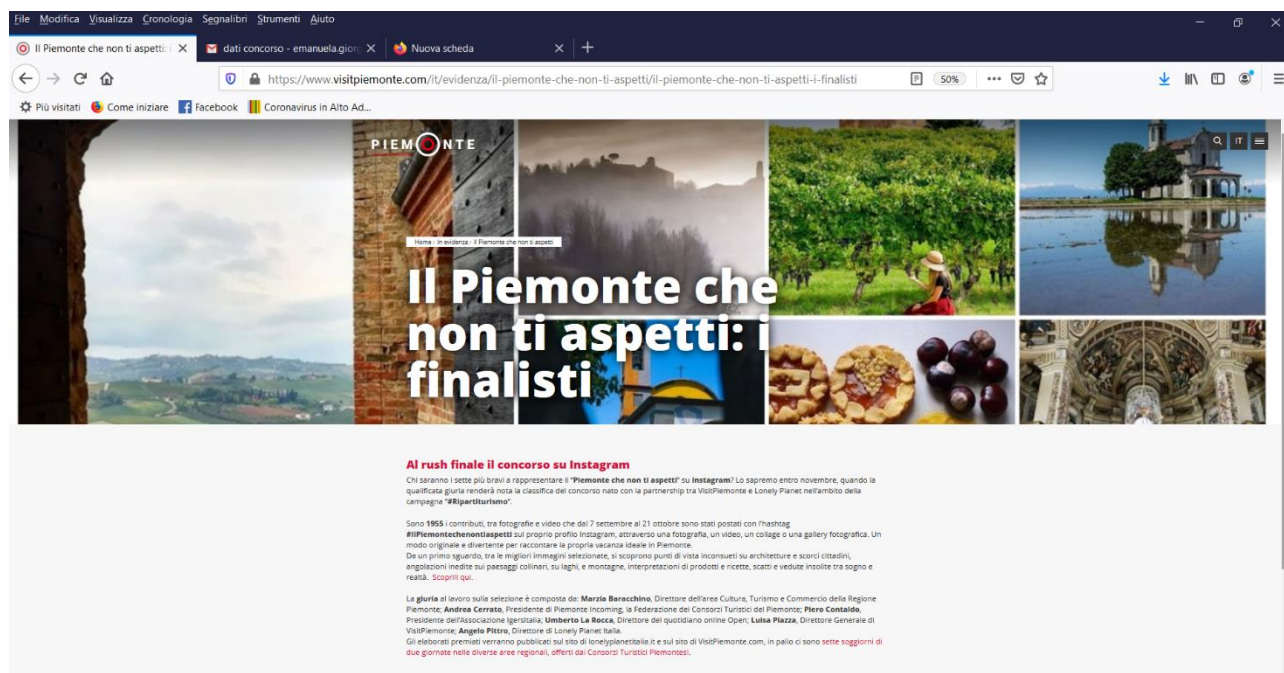 File Modifica Visualizza Cronologia Segnalibri Strumenti Aiuto
Il Piemonte che non ti aspetti: i
dati concorso - emanuela.giorg
Nuova scheda
https://www.visitpiemonte.com/it/evidenza/il-piemonte-che-non-ti-aspetti/il-piemonte-che-non-ti-aspetti-i-finalisti
50%
Più visitati Come iniziare Facebook Coronavirus in Alto Ad...
PIEMONTE
IT
Home / In evidenza / Il Piemonte che non ti aspetti
Il Piemonte che
non ti aspetti: i
finalisti
Al rush finale il concorso su Instagram
Chi saranno i sette più bravi a rappresentare il "Piemonte che non ti aspetti" su Instagram? Lo sapremo entro novembre, quando la
qualificata giuria renderà nota la classifica del concorso nato con la partnership tra VisitPiemonte e Lonely Planet nell'ambito della
campagna "#Ripartiturismo".
Sono 1955 i contributi, tra fotografie e video che dal 7 settembre al 21 ottobre sono stati postati con l'hashtag
#IlPiemontechenontiaspetti sul proprio profilo Instagram, attraverso una fotografia, un video, un collage o una gallery fotografica. Un
modo originale e divertente per raccontare la propria vacanza ideale in Piemonte.
Da un primo sguardo, tra le migliori immagini selezionate, si scoprono punti di vista inconsueti su architetture e scorci cittadini,
angolazioni inedite sui paesaggi collinari, su laghi, e montagne, interpretazioni di prodotti e ricette, scatti e vedute insolite tra sogno e
realtà. Scoprili qui.
La giuria al lavoro sulla selezione è composta da: Marzia Baracchino, Direttore dell'area Cultura, Turismo e Commercio della Regione
Piemonte; Andrea Cerrato, Presidente di Piemonte Incoming, la Federazione dei Consorzi Turistici del Piemonte; Piero Contaldo,
Presidente dell'Associazione IgersItalia; Umberto La Rocca, Direttore del quotidiano online Open; Luisa Piazza, Direttore Generale di
VisitPiemonte; Angelo Pittro, Direttore di Lonely Planet Italia.
Gli elaborati premiati verranno pubblicati sul sito di lonelyplanetitalia.it e sul sito di VisitPiemonte.com, in palio ci sono sette soggiorni di
due giornate nelle diverse aree regionali, offerti dai Consorzi Turistici Piemontesi.